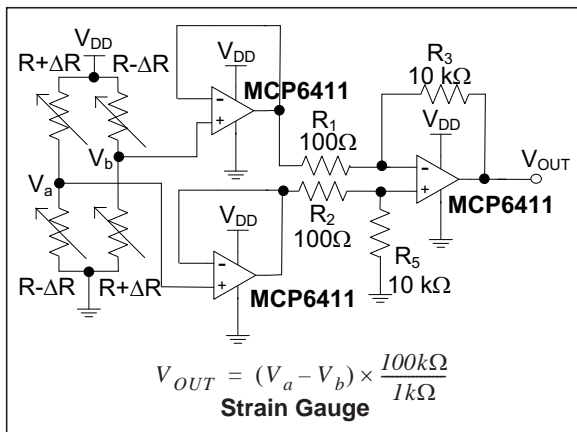 R+ΔR
V_DD
R-ΔR
V_DD
MCP6411
-
+
R_3
10 kΩ
R_1
100Ω
V_DD
V_b
V_a
-
+
V_OUT
MCP6411
V_DD
R_2
100Ω
R_5
10 kΩ
-
+
MCP6411
R-ΔR
R+ΔR
V_OUT = (V_a – V_b) × 100kΩ / 1kΩ
Strain Gauge